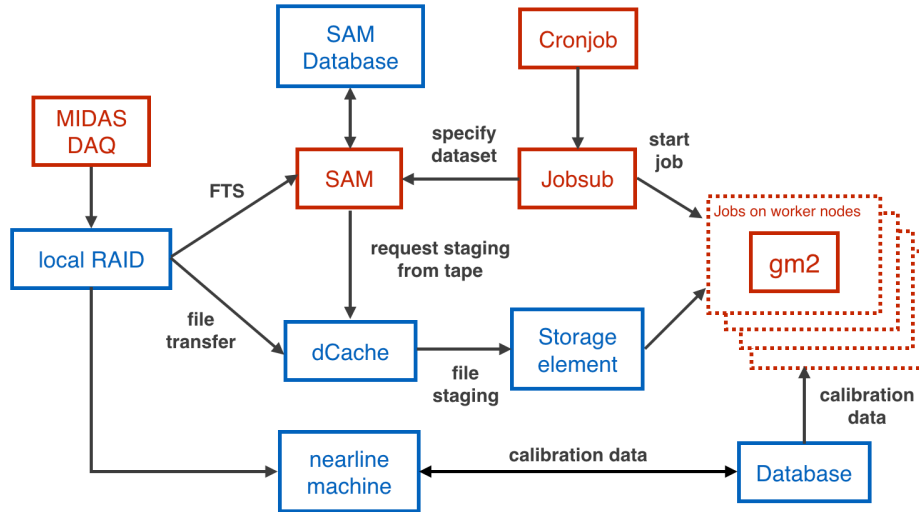 SAM
Database
Cronjob
MIDAS
DAQ
specify
dataset
start
job
FTS
SAM
Jobsub
Jobs on worker nodes
gm2
local RAID
request staging
from tape
file
transfer
dCache
file
staging
Storage
element
calibration
data
nearline
machine
calibration data
Database